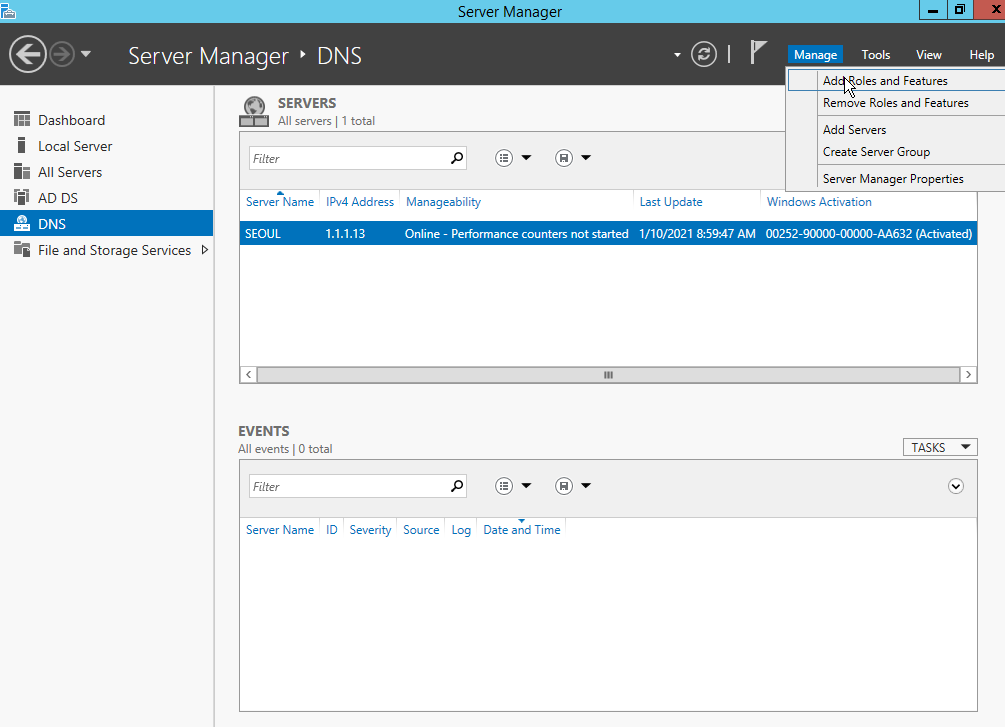 Server Manager
Server Manager ‣ DNS
Manage Tools View Help
Add Roles and Features
Remove Roles and Features
Add Servers
Create Server Group
Server Manager Properties
Dashboard
Local Server
All Servers
AD DS
DNS
File and Storage Services
SERVERS
All servers | 1 total
Filter
Server Name IPv4 Address Manageability Last Update Windows Activation
SEOUL 1.1.1.13 Online - Performance counters not started 1/10/2021 8:59:47 AM 00252-90000-00000-AA632 (Activated)
EVENTS
All events | 0 total
TASKS
Filter
Server Name ID Severity Source Log Date and Time